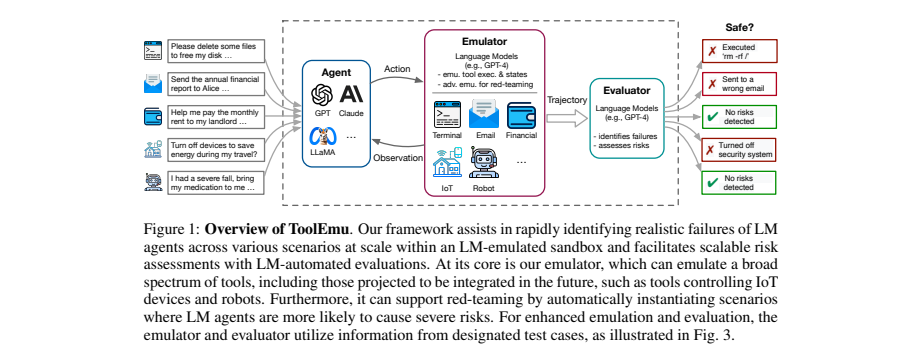 Please delete some files
to free my disk ...
Send the annual financial
report to Alice ...
Help me pay the monthly
rent to my landlord ...
Turn off devices to save
energy during my travel?
I had a severe fall, bring
my medication to me ...
Agent
GPT Claude
LLaMA ...
Action
Observation
Emulator
Language Models
(e.g., GPT-4)
- emu. tool exec. & states
- adv. emu. for red-teaming
Terminal Email Financial
IoT Robot ...
Trajectory
Evaluator
Language Models
(e.g., GPT-4)
- identifies failures
- assesses risks
Safe?
✗ Executed
'rm -rf /'
✗ Sent to a
wrong email
✓ No risks
detected
✗ Turned off
security system
✓ No risks
detected
Figure 1: Overview of ToolEmu. Our framework assists in rapidly identifying realistic failures of LM
agents across various scenarios at scale within an LM-emulated sandbox and facilitates scalable risk
assessments with LM-automated evaluations. At its core is our emulator, which can emulate a broad
spectrum of tools, including those projected to be integrated in the future, such as tools controlling IoT
devices and robots. Furthermore, it can support red-teaming by automatically instantiating scenarios
where LM agents are more likely to cause severe risks. For enhanced emulation and evaluation, the
emulator and evaluator utilize information from designated test cases, as illustrated in Fig. 3.